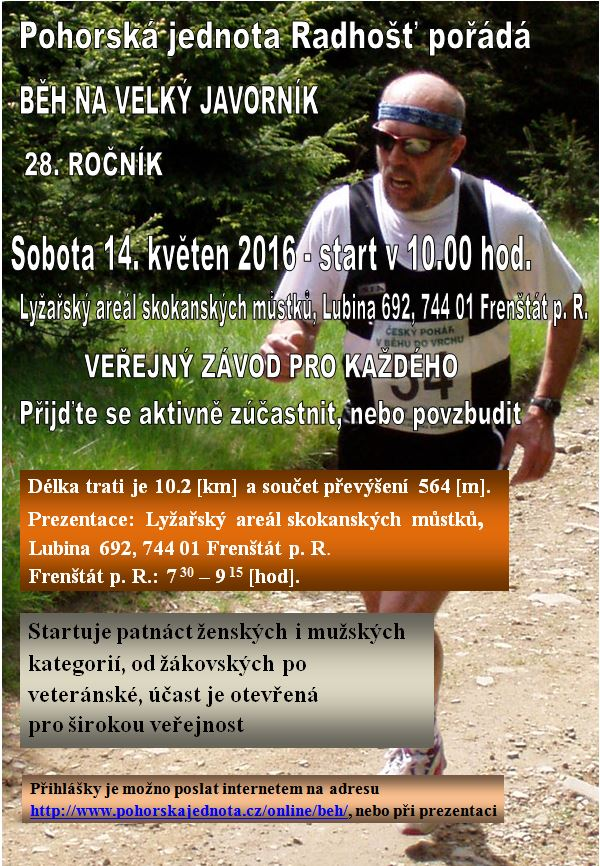 Pohorská jednota Radhošť pořádá
BĚH NA VELKÝ JAVORNÍK
28. ROČNÍK
Sobota 14. květen 2016 - start v 10.00 hod.
Lyžařský areál skokanských můstků, Lubina 692, 744 01 Frenštát p. R.
ČESKÝ POHÁR
V BĚHU DO VRCHU
54
VEŘEJNÝ ZÁVOD PRO KAŽDÉHO
Přijďte se aktivně zúčastnit, nebo povzbudit
Délka trati je 10.2 [km] a součet převýšení 564 [m].
Prezentace: Lyžařský areál skokanských můstků,
Lubina 692, 744 01 Frenštát p. R.
Frenštát p. R.: 7 30 – 9 15 [hod].
Startuje patnáct ženských i mužských
kategorií, od žákovských po
veteránské, účast je otevřená
pro širokou veřejnost
Přihlášky je možno poslat internetem na adresu
http://www.pohorskajednota.cz/online/beh/, nebo při prezentaci